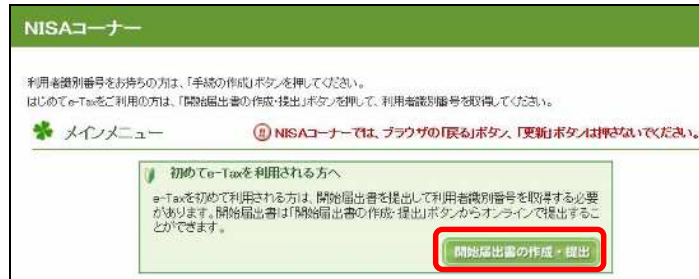 NISAコーナー
利用者識別番号をお持ちの方は、「手続の作成」ボタンを押してください。
はじめてe-Taxをご利用の方は、「開始届出書の作成・提出」ボタンを押して、利用者識別番号を取得してください。
メインメニュー
NISAコーナーでは、ブラウザの「戻る」ボタン、「更新」ボタンは押さないでください。
初めてe-Taxを利用される方へ
e-Taxを初めて利用される方は、開始届出書を提出して利用者識別番号を取得する必要
があります。開始届出書は「開始届出書の作成・提出」ボタンからオンラインで提出するこ
とができます。
開始届出書の作成・提出